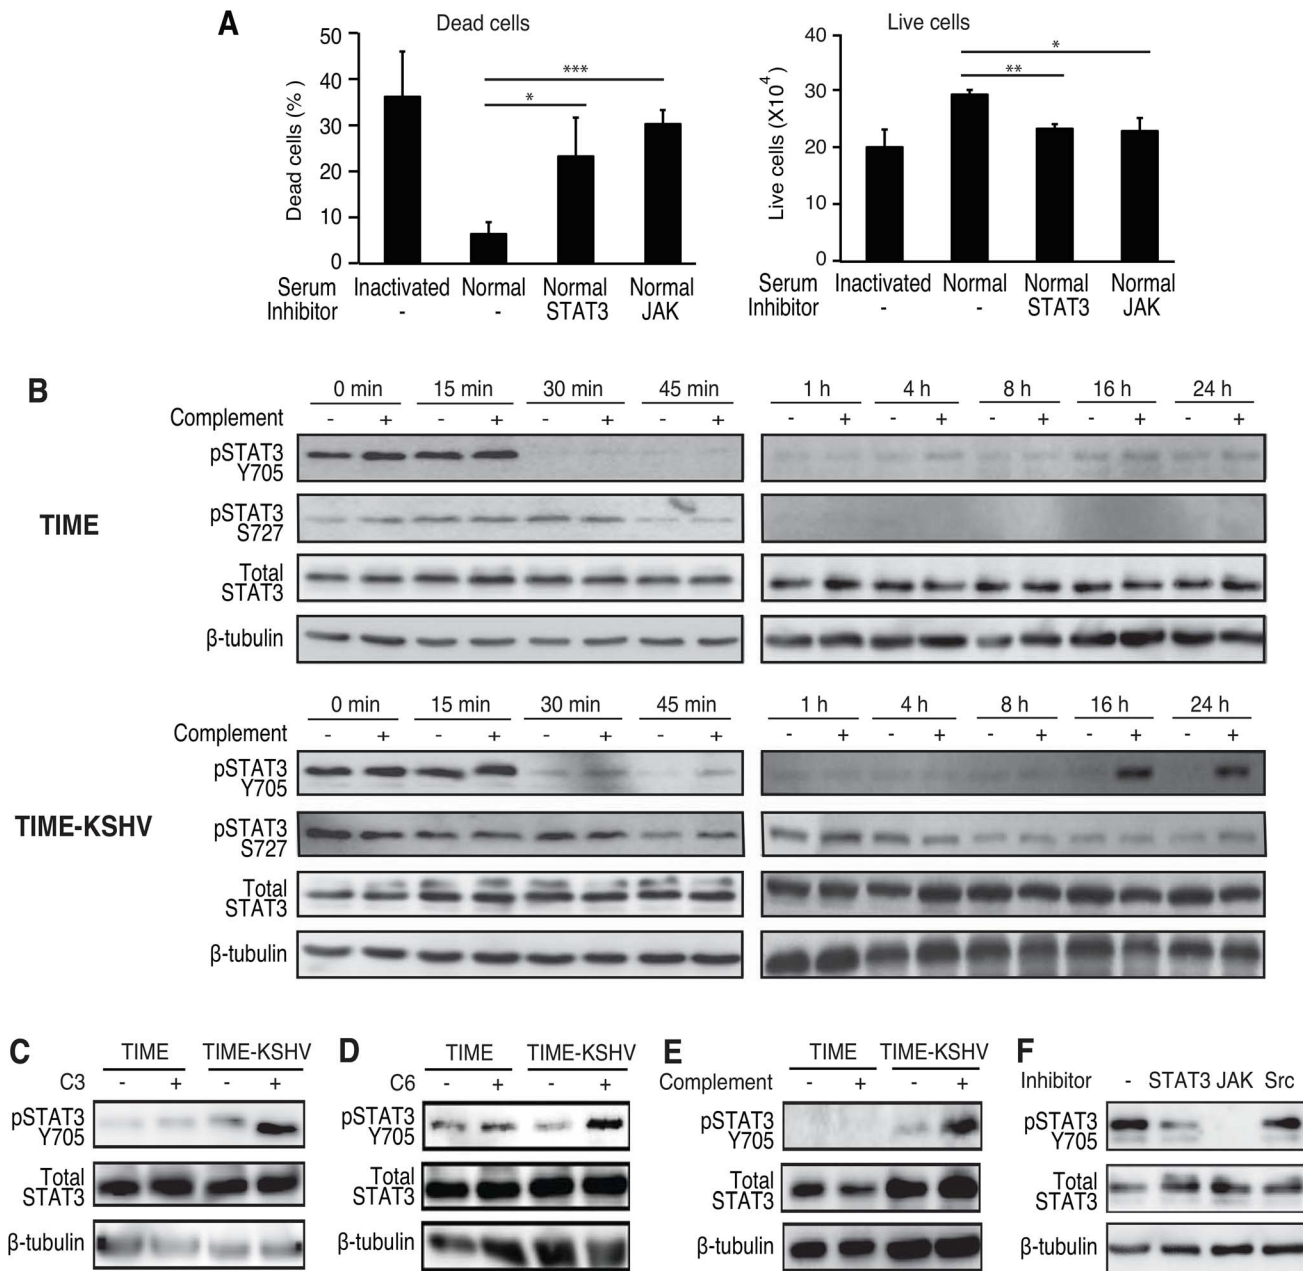 A
Dead cells
Live cells
50
40
30
20
10
0
Dead cells (%)
***
*
Serum Inactivated Normal Normal Normal
Inhibitor - - STAT3 JAK
40
30
20
10
0
Live cells (X10⁴)
*
**
Serum Inactivated Normal Normal Normal
Inhibitor - - STAT3 JAK
B
0 min 15 min 30 min 45 min 1 h 4 h 8 h 16 h 24 h
Complement - + - + - + - + - + - + - + - + - +
pSTAT3
Y705
TIME
pSTAT3
S727
Total
STAT3
β-tubulin
0 min 15 min 30 min 45 min 1 h 4 h 8 h 16 h 24 h
Complement - + - + - + - + - + - + - + - + - +
pSTAT3
Y705
TIME-KSHV
pSTAT3
S727
Total
STAT3
β-tubulin
C
TIME TIME-KSHV
C3 - + - +
pSTAT3
Y705
Total
STAT3
β-tubulin
D
TIME TIME-KSHV
C6 - + - +
pSTAT3
Y705
Total
STAT3
β-tubulin
E
TIME TIME-KSHV
Complement - + - +
pSTAT3
Y705
Total
STAT3
β-tubulin
F
Inhibitor - STAT3 JAK Src
pSTAT3
Y705
Total
STAT3
β-tubulin